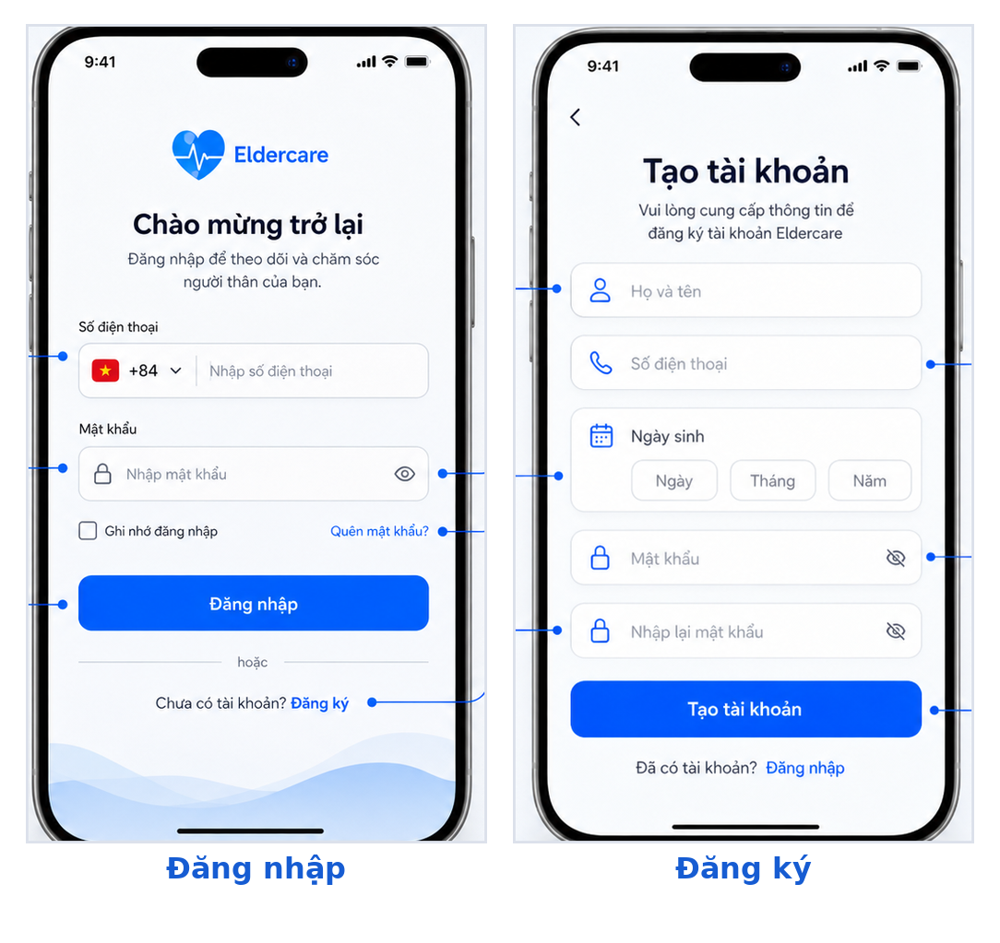 9:41
Eldercare
Chào mừng trở lại
Đăng nhập để theo dõi và chăm sóc
người thân của bạn.
Số điện thoại
+84 Nhập số điện thoại
Mật khẩu
Nhập mật khẩu
Ghi nhớ đăng nhập Quên mật khẩu?
Đăng nhập
hoặc
Chưa có tài khoản? Đăng ký
Đăng nhập
9:41
Tạo tài khoản
Vui lòng cung cấp thông tin để
đăng ký tài khoản Eldercare
Họ và tên
Số điện thoại
Ngày sinh
Ngày Tháng Năm
Mật khẩu
Nhập lại mật khẩu
Tạo tài khoản
Đã có tài khoản? Đăng nhập
Đăng ký